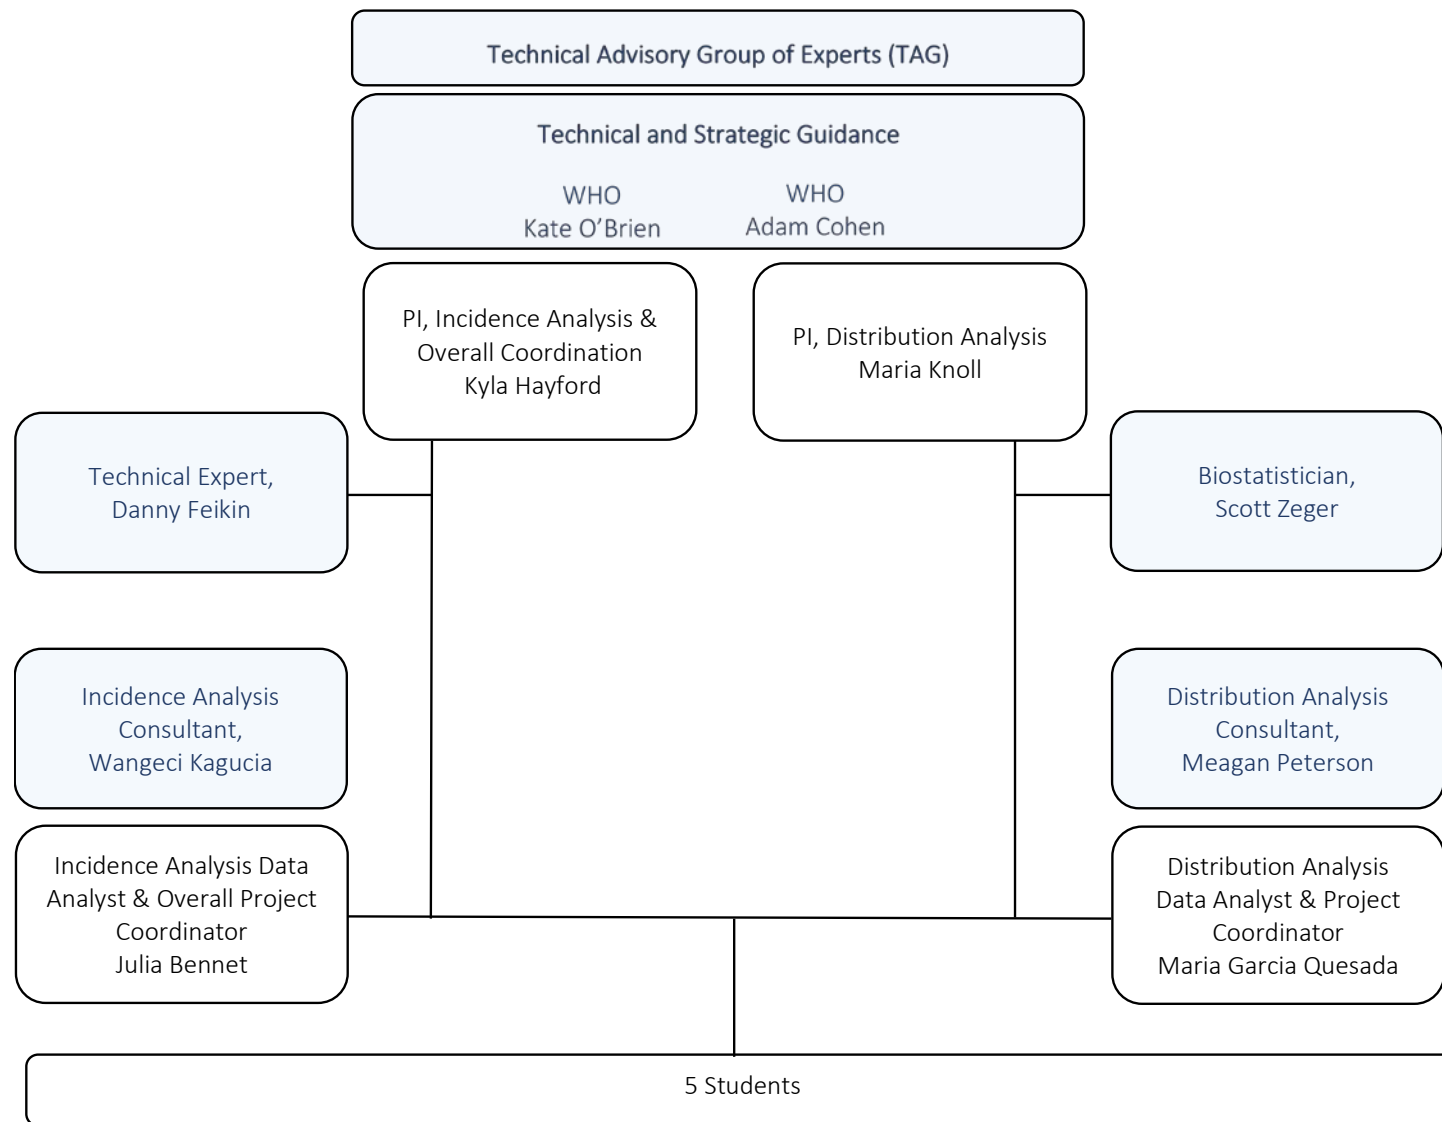 Technical Advisory Group of Experts (TAG)
Technical and Strategic Guidance
WHO
Kate O’Brien
WHO
Adam Cohen
PI, Incidence Analysis &
Overall Coordination
Kyla Hayford
PI, Distribution Analysis
Maria Knoll
Technical Expert,
Danny Feikin
Biostatistician,
Scott Zeger
Incidence Analysis
Consultant,
Wangeci Kagucia
Distribution Analysis
Consultant,
Meagan Peterson
Incidence Analysis Data
Analyst & Overall Project
Coordinator
Julia Bennet
Distribution Analysis
Data Analyst & Project
Coordinator
Maria Garcia Quesada
5 Students